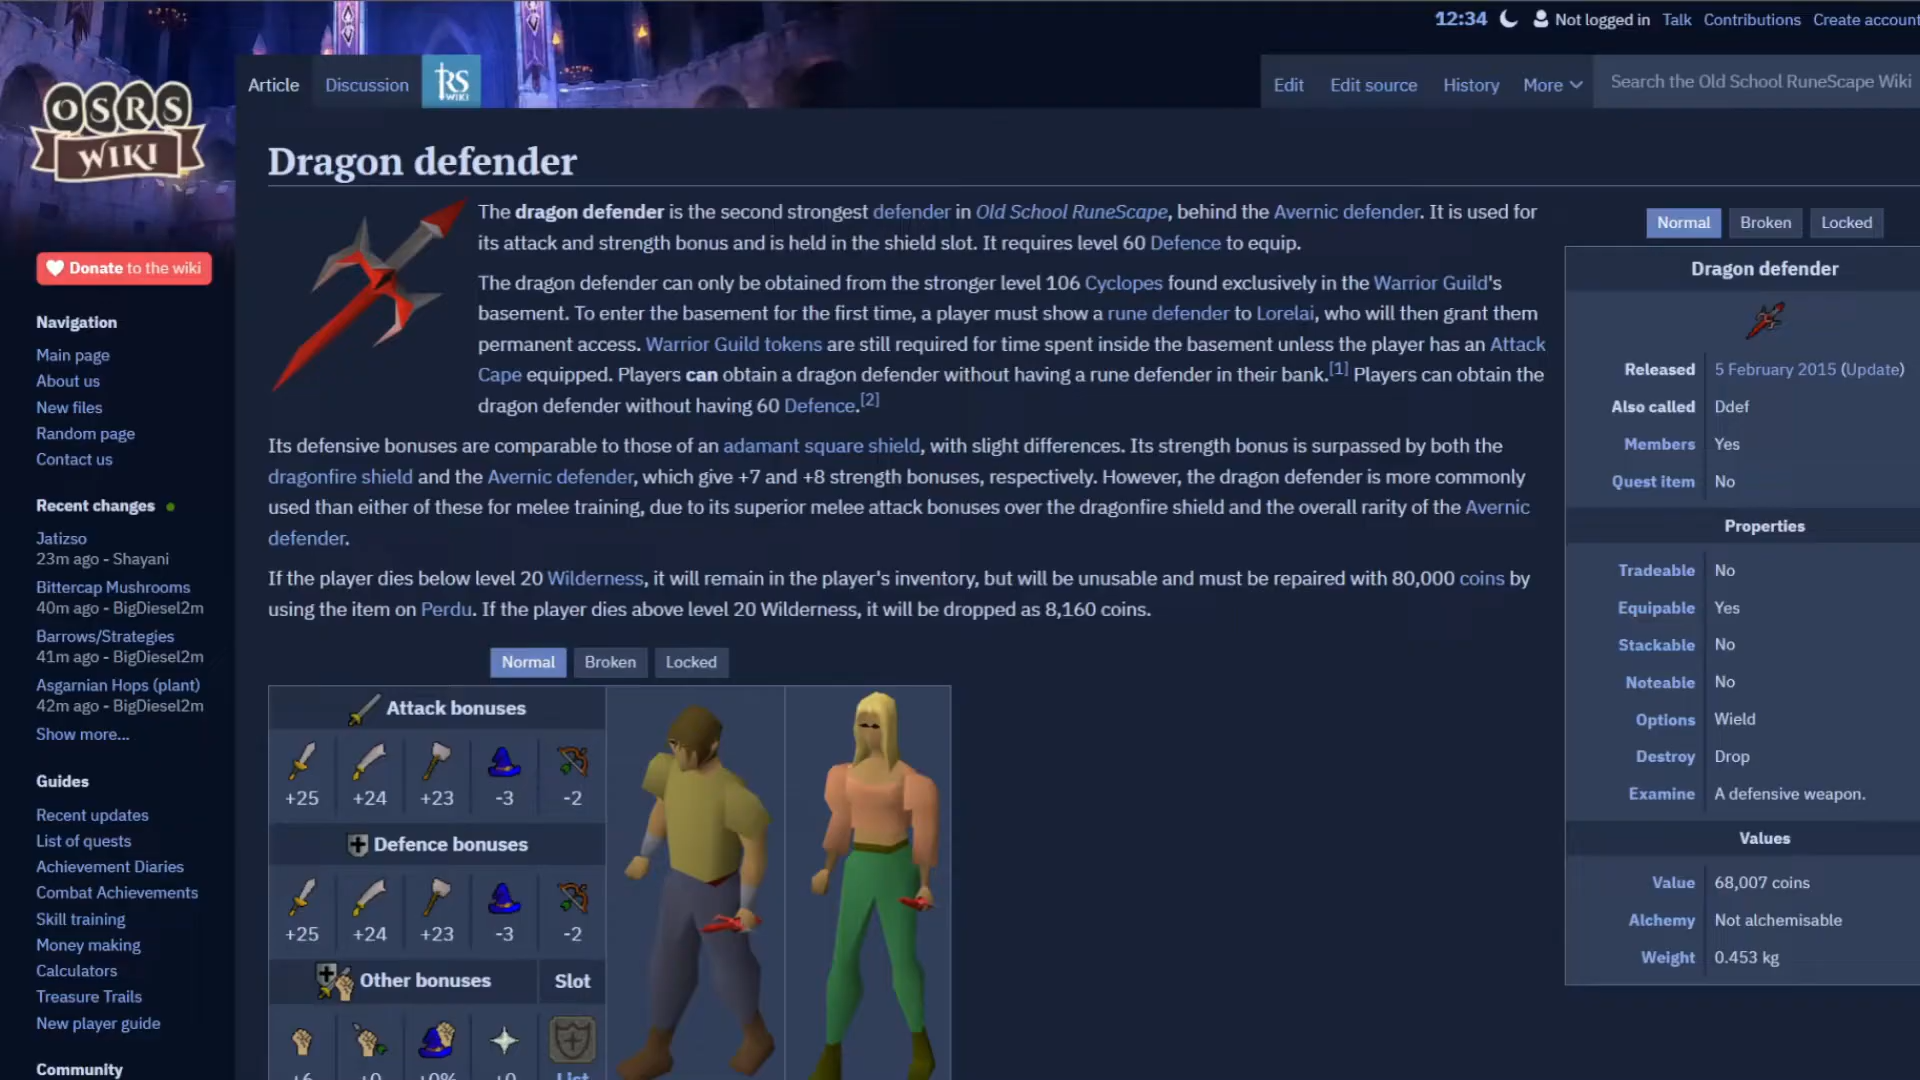 12:34 Not logged in Talk Contributions Create account
OSRS
WIKI
Article Discussion RS WIKI Edit Edit source History More Search the Old School RuneScape Wiki
Dragon defender
The dragon defender is the second strongest defender in Old School RuneScape, behind the Avernic defender. It is used for
its attack and strength bonus and is held in the shield slot. It requires level 60 Defence to equip.
The dragon defender can only be obtained from the stronger level 106 Cyclopes found exclusively in the Warrior Guild's
basement. To enter the basement for the first time, a player must show a rune defender to Lorelai, who will then grant them
permanent access. Warrior Guild tokens are still required for time spent inside the basement unless the player has an Attack
Cape equipped. Players can obtain a dragon defender without having a rune defender in their bank.[1] Players can obtain the
dragon defender without having 60 Defence.[2]
Its defensive bonuses are comparable to those of an adamant square shield, with slight differences. Its strength bonus is surpassed by both the
dragonfire shield and the Avernic defender, which give +7 and +8 strength bonuses, respectively. However, the dragon defender is more commonly
used than either of these for melee training, due to its superior melee attack bonuses over the dragonfire shield and the overall rarity of the Avernic
defender.
If the player dies below level 20 Wilderness, it will remain in the player's inventory, but will be unusable and must be repaired with 80,000 coins by
using the item on Perdu. If the player dies above level 20 Wilderness, it will be dropped as 8,160 coins.
Normal Broken Locked
Attack bonuses
+25 +24 +23 -3 -2
Defence bonuses
+25 +24 +23 -3 -2
Other bonuses Slot
+6 +0 +0% +0 List
Normal Broken Locked
Dragon defender
Released 5 February 2015 (Update)
Also called Ddef
Members Yes
Quest item No
Properties
Tradeable No
Equipable Yes
Stackable No
Noteable No
Options Wield
Destroy Drop
Examine A defensive weapon.
Values
Value 68,007 coins
Alchemy Not alchemisable
Weight 0.453 kg
Donate to the wiki
Navigation
Main page
About us
New files
Random page
Contact us
Recent changes
Jatizso
23m ago - Shayani
Bittercap Mushrooms
40m ago - BigDiesel2m
Barrows/Strategies
41m ago - BigDiesel2m
Asgarnian Hops (plant)
42m ago - BigDiesel2m
Show more...
Guides
Recent updates
List of quests
Achievement Diaries
Combat Achievements
Skill training
Money making
Calculators
Treasure Trails
New player guide
Community